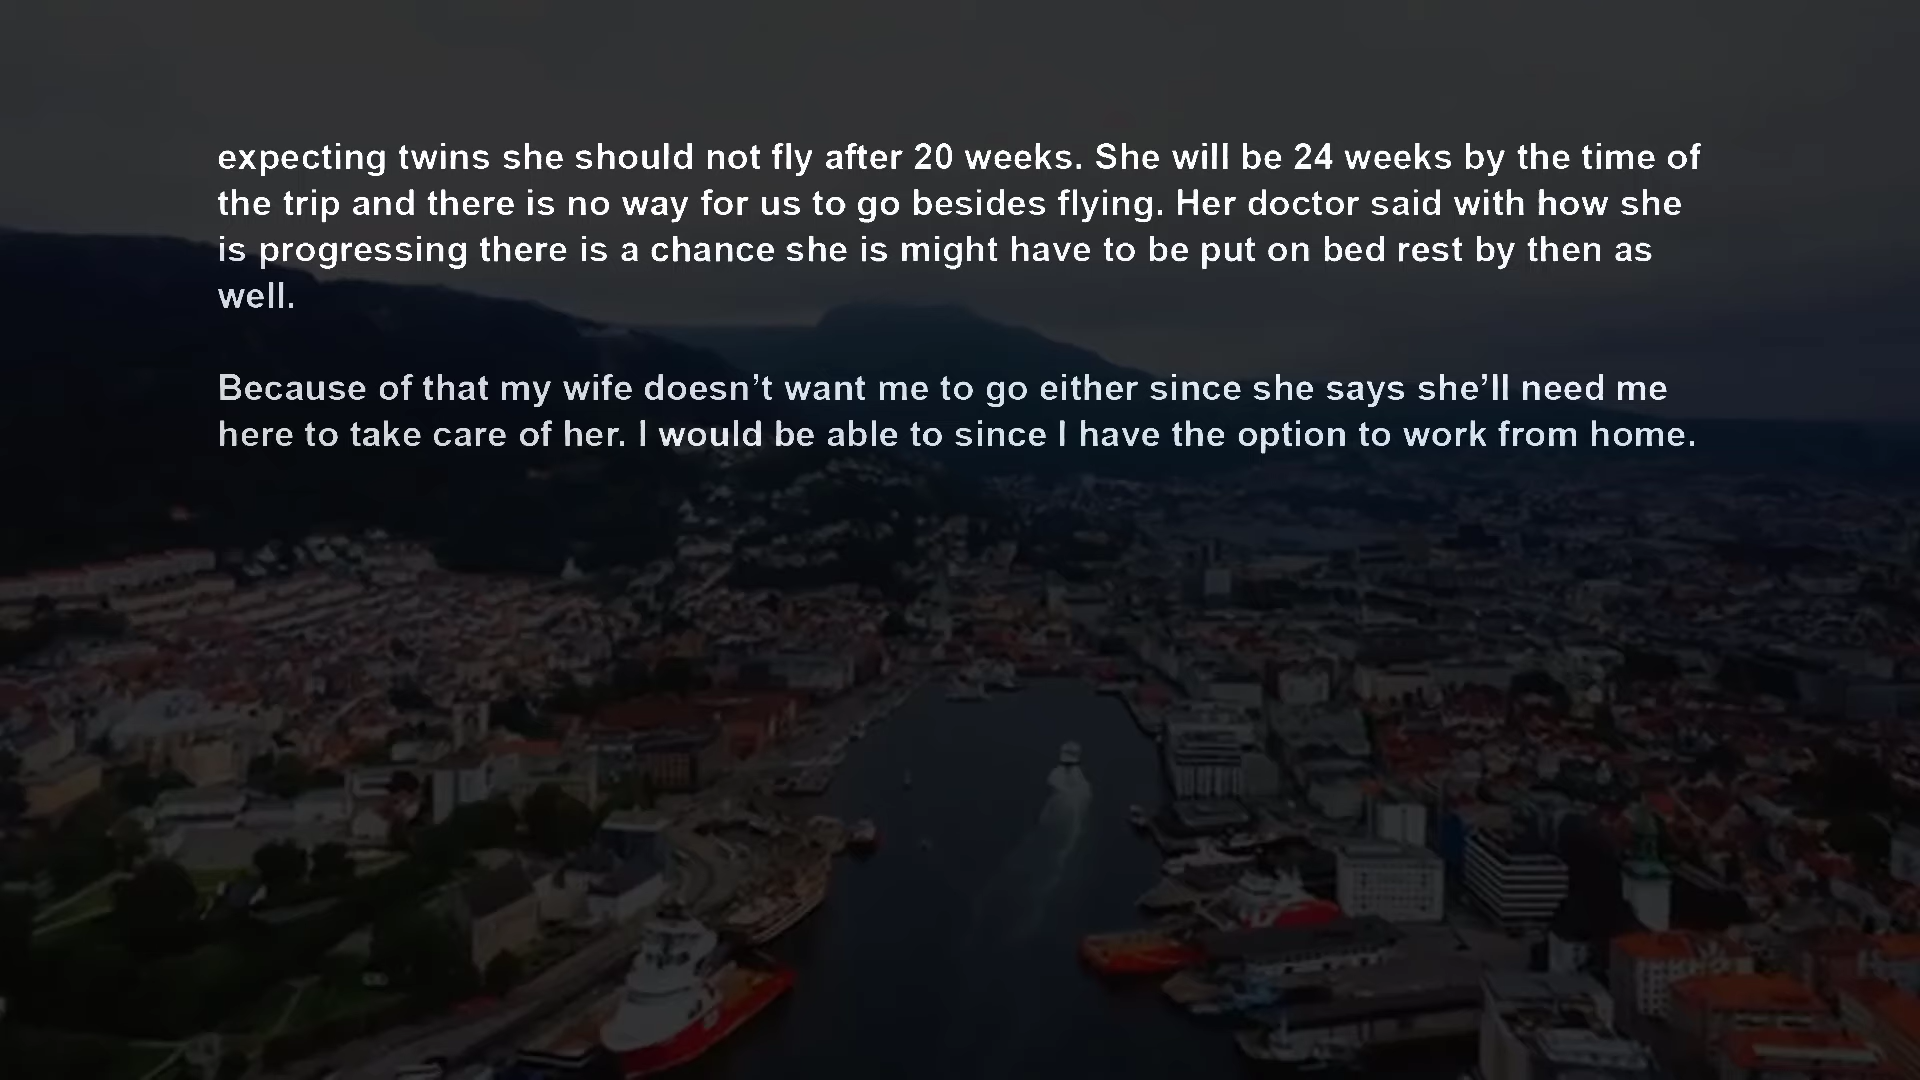 expecting twins she should not fly after 20 weeks. She will be 24 weeks by the time of
the trip and there is no way for us to go besides flying. Her doctor said with how she
is progressing there is a chance she is might have to be put on bed rest by then as
well.
Because of that my wife doesn’t want me to go either since she says she’ll need me
here to take care of her. I would be able to since I have the option to work from home.